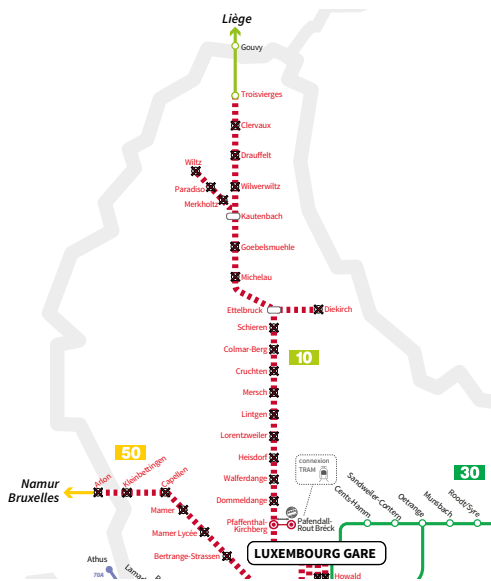 Liège
Gouvy
Troisvierges
Clervaux
Drauffelt
Wiltz
Paradiso
Wilwerwiltz
Merkholtz
Kautenbach
Goebelsmuehle
Michelau
Ettelbruck
Diekirch
Schieren
Colmar-Berg
10
Cruchten
Mersch
Lintgen
Lorentzweiler
50
Heisdorf
connexion
TRAM
30
Arlon
Kleinbettingen
Capellen
Walferdange
Namur
Bruxelles
Dommeldange
Cents-Hamm
Sandweiler-Contern
Oetrange
Munsbach
Roodt/Syre
Mamer
Pfaffenthal-
Kirchberg
Pafendall-
Rout Bréck
Mamer Lycée
Bertrange-Strassen
LUXEMBOURG GARE
Athus
70A
Howald